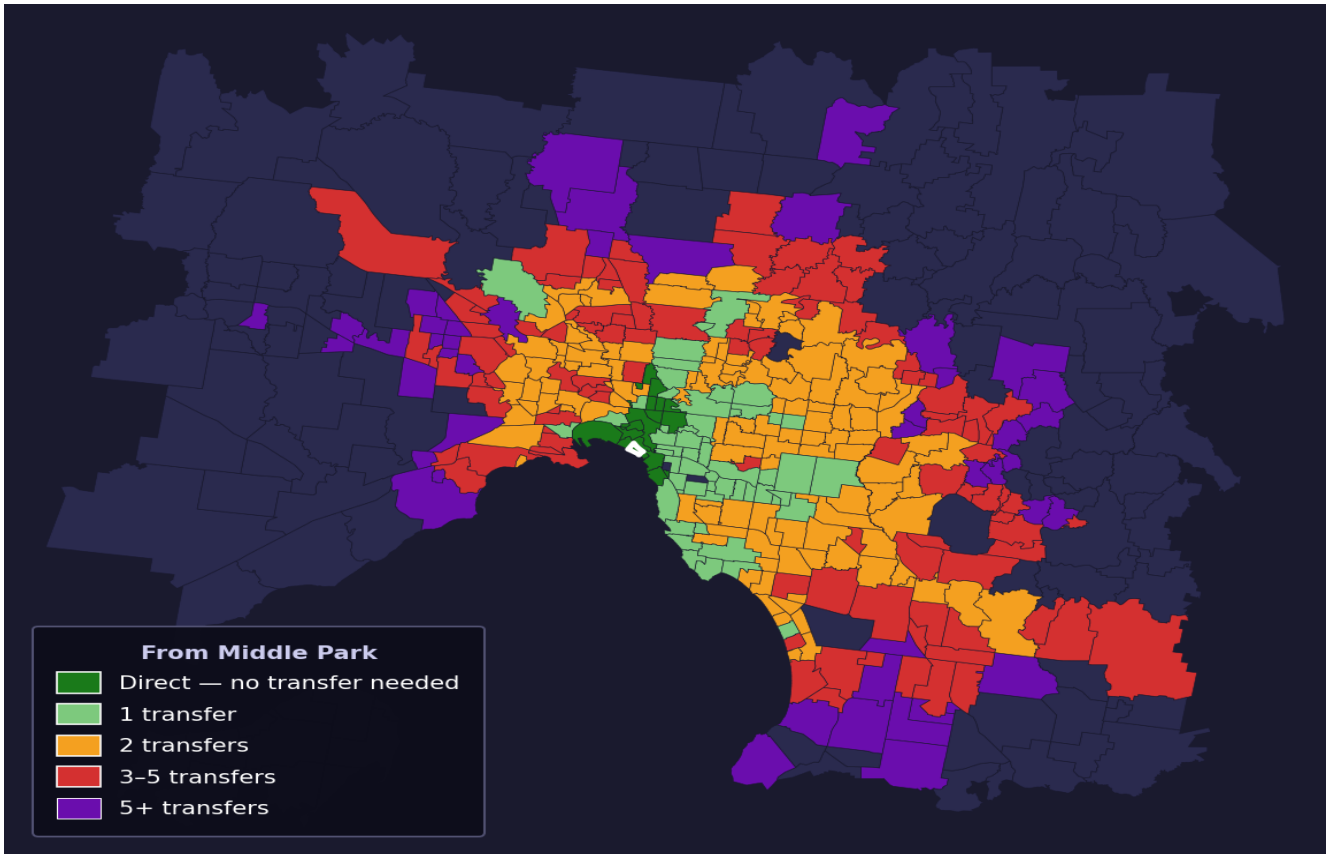 From Middle Park
Direct — no transfer needed
1 transfer
2 transfers
3–5 transfers
5+ transfers